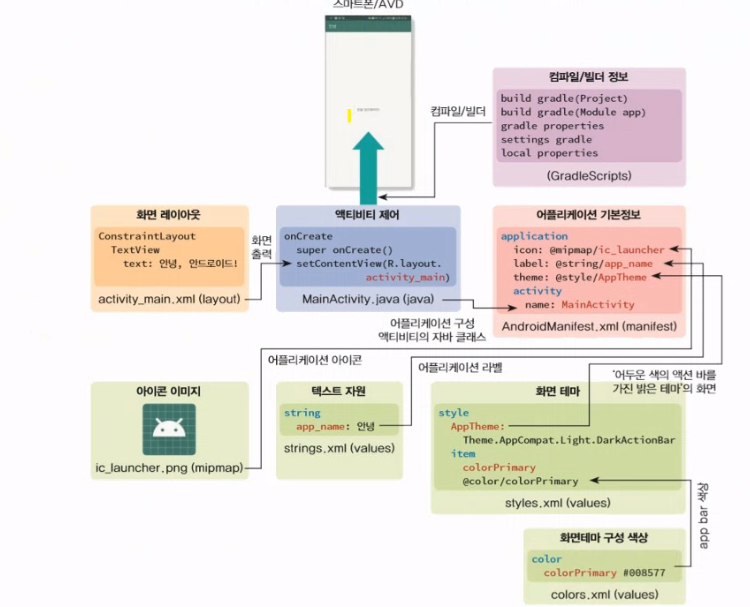 스마트폰/AVD
컴파일/빌더 정보
build gradle(Project)
build gradle(Module app)
gradle properties
settings gradle
local properties
(GradleScripts)
컴파일/빌더
화면 레이아웃
ConstraintLayout
TextView
text: 안녕, 안드로이드!
activity_main.xml (layout)
화면
출력
액티비티 제어
onCreate
super onCreate()
setContentView(R.layout.
activity_main)
MainActivity.java (java)
어플리케이션 기본정보
application
icon: @mipmap/ic_launcher
label: @string/app_name
theme: @style/AppTheme
activity
name: MainActivity
AndroidManifest.xml (manifest)
어플리케이션 구성
액티비티의 자바 클래스
어플리케이션 아이콘
어플리케이션 라벨
'어두운 색의 액션 바를
가진 밝은 테마'의 화면
아이콘 이미지
ic_launcher.png (mipmap)
텍스트 자원
string
app_name: 안녕
strings.xml (values)
화면 테마
style
AppTheme:
Theme.AppCompat.Light.DarkActionBar
item
colorPrimary
@color/colorPrimary
styles.xml (values)
app bar 색상
화면테마 구성 색상
color
colorPrimary #008577
colors.xml (values)